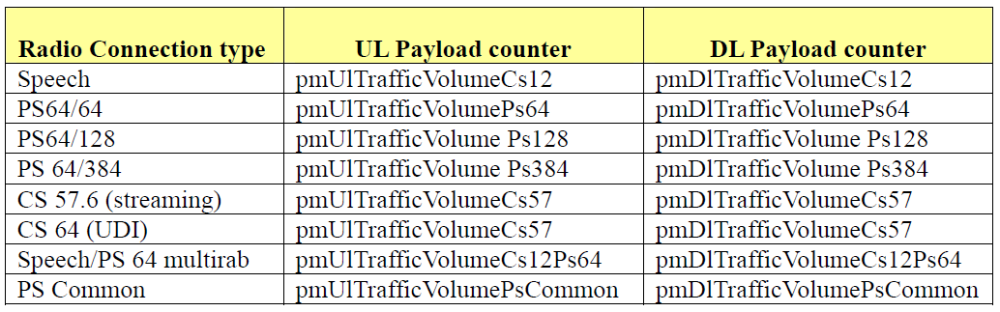 Radio Connection type UL Payload counter DL Payload counter
Speech pmUlTrafficVolumeCs12 pmDlTrafficVolumeCs12
PS64/64 pmUlTrafficVolumePs64 pmDlTrafficVolumePs64
PS64/128 pmUlTrafficVolume Ps128 pmDlTrafficVolume Ps128
PS 64/384 pmUlTrafficVolume Ps384 pmDlTrafficVolume Ps384
CS 57.6 (streaming) pmUlTrafficVolumeCs57 pmDlTrafficVolumeCs57
CS 64 (UDI) pmUlTrafficVolumeCs57 pmDlTrafficVolumeCs57
Speech/PS 64 multirab pmUlTrafficVolumeCs12Ps64 pmDlTrafficVolumeCs12Ps64
PS Common pmUlTrafficVolumePsCommon pmDlTrafficVolumePsCommon